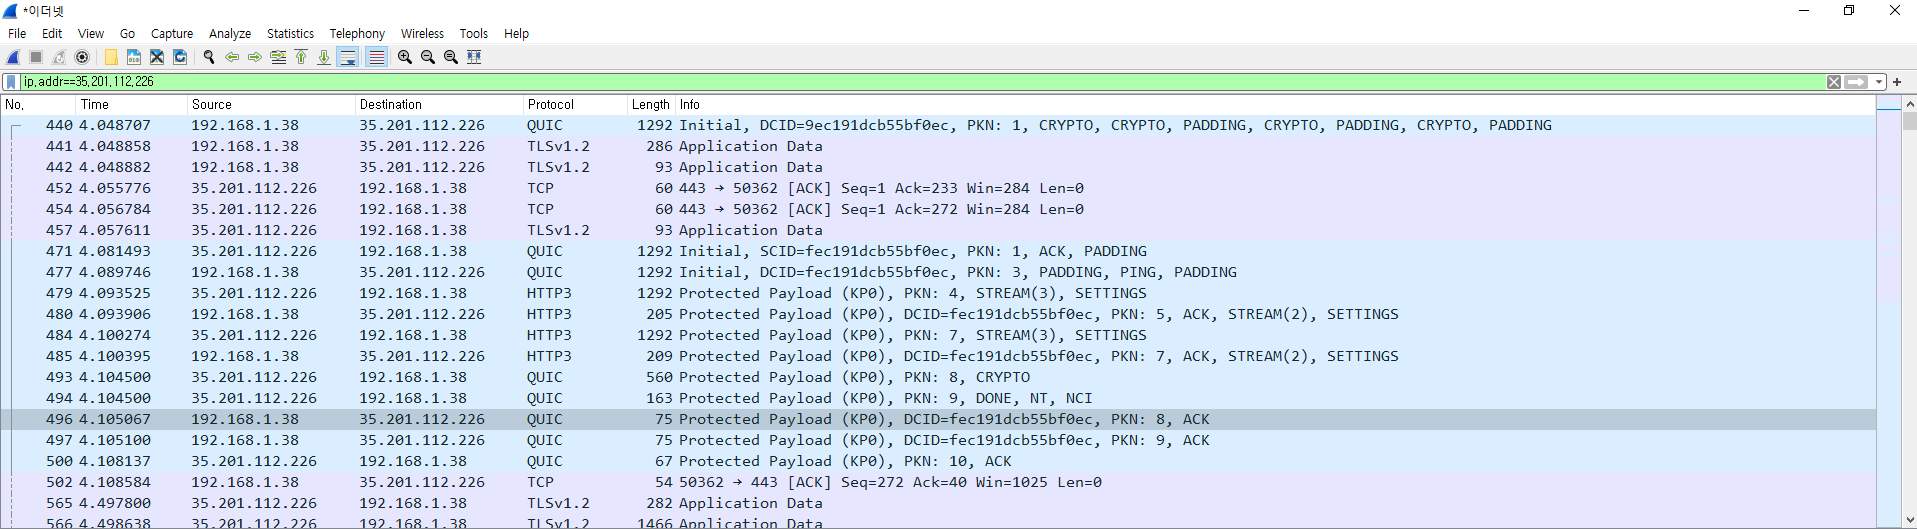 *이더넷
File Edit View Go Capture Analyze Statistics Telephony Wireless Tools Help
ip.addr==35.201.112.226
No. Time Source Destination Protocol Length Info
440 4.048707 192.168.1.38 35.201.112.226 QUIC 1292 Initial, DCID=9ec191dcb55bf0ec, PKN: 1, CRYPTO, CRYPTO, PADDING, CRYPTO, PADDING, CRYPTO, PADDING
441 4.048858 192.168.1.38 35.201.112.226 TLSv1.2 286 Application Data
442 4.048882 192.168.1.38 35.201.112.226 TLSv1.2 93 Application Data
452 4.055776 35.201.112.226 192.168.1.38 TCP 60 443 → 50362 [ACK] Seq=1 Ack=233 Win=284 Len=0
454 4.056784 35.201.112.226 192.168.1.38 TCP 60 443 → 50362 [ACK] Seq=1 Ack=272 Win=284 Len=0
457 4.057611 35.201.112.226 192.168.1.38 TLSv1.2 93 Application Data
471 4.081493 35.201.112.226 192.168.1.38 QUIC 1292 Initial, SCID=fec191dcb55bf0ec, PKN: 1, ACK, PADDING
477 4.089746 192.168.1.38 35.201.112.226 QUIC 1292 Initial, DCID=fec191dcb55bf0ec, PKN: 3, PADDING, PING, PADDING
479 4.093525 35.201.112.226 192.168.1.38 HTTP3 1292 Protected Payload (KP0), PKN: 4, STREAM(3), SETTINGS
480 4.093906 192.168.1.38 35.201.112.226 HTTP3 205 Protected Payload (KP0), DCID=fec191dcb55bf0ec, PKN: 5, ACK, STREAM(2), SETTINGS
484 4.100274 35.201.112.226 192.168.1.38 HTTP3 1292 Protected Payload (KP0), PKN: 7, STREAM(3), SETTINGS
485 4.100395 192.168.1.38 35.201.112.226 HTTP3 209 Protected Payload (KP0), DCID=fec191dcb55bf0ec, PKN: 7, ACK, STREAM(2), SETTINGS
493 4.104500 35.201.112.226 192.168.1.38 QUIC 560 Protected Payload (KP0), PKN: 8, CRYPTO
494 4.104500 35.201.112.226 192.168.1.38 QUIC 163 Protected Payload (KP0), PKN: 9, DONE, NT, NCI
496 4.105067 192.168.1.38 35.201.112.226 QUIC 75 Protected Payload (KP0), DCID=fec191dcb55bf0ec, PKN: 8, ACK
497 4.105100 192.168.1.38 35.201.112.226 QUIC 75 Protected Payload (KP0), DCID=fec191dcb55bf0ec, PKN: 9, ACK
500 4.108137 35.201.112.226 192.168.1.38 QUIC 67 Protected Payload (KP0), PKN: 10, ACK
502 4.108584 192.168.1.38 35.201.112.226 TCP 54 50362 → 443 [ACK] Seq=272 Ack=40 Win=1025 Len=0
565 4.497800 35.201.112.226 192.168.1.38 TLSv1.2 282 Application Data
566 4.498638 35.201.112.226 192.168.1.38 TLSv1.2 1466 Application Data